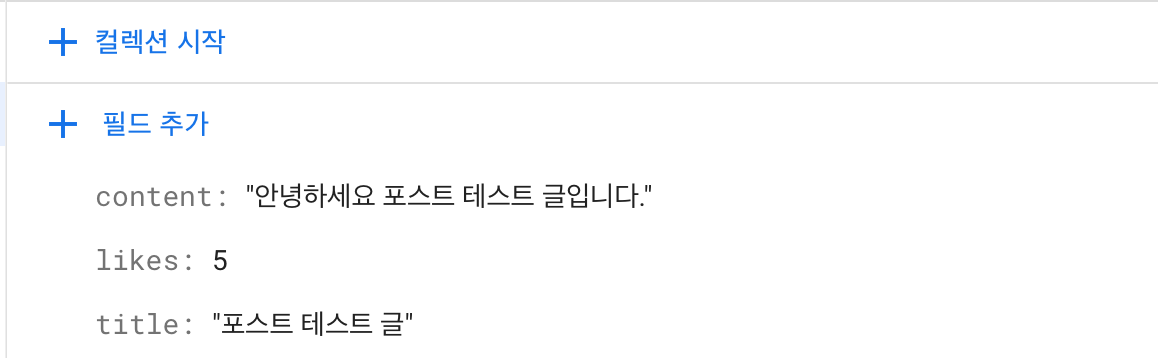 컬렉션 시작
필드 추가
content: "안녕하세요 포스트 테스트 글입니다."
likes: 5
title: "포스트 테스트 글"